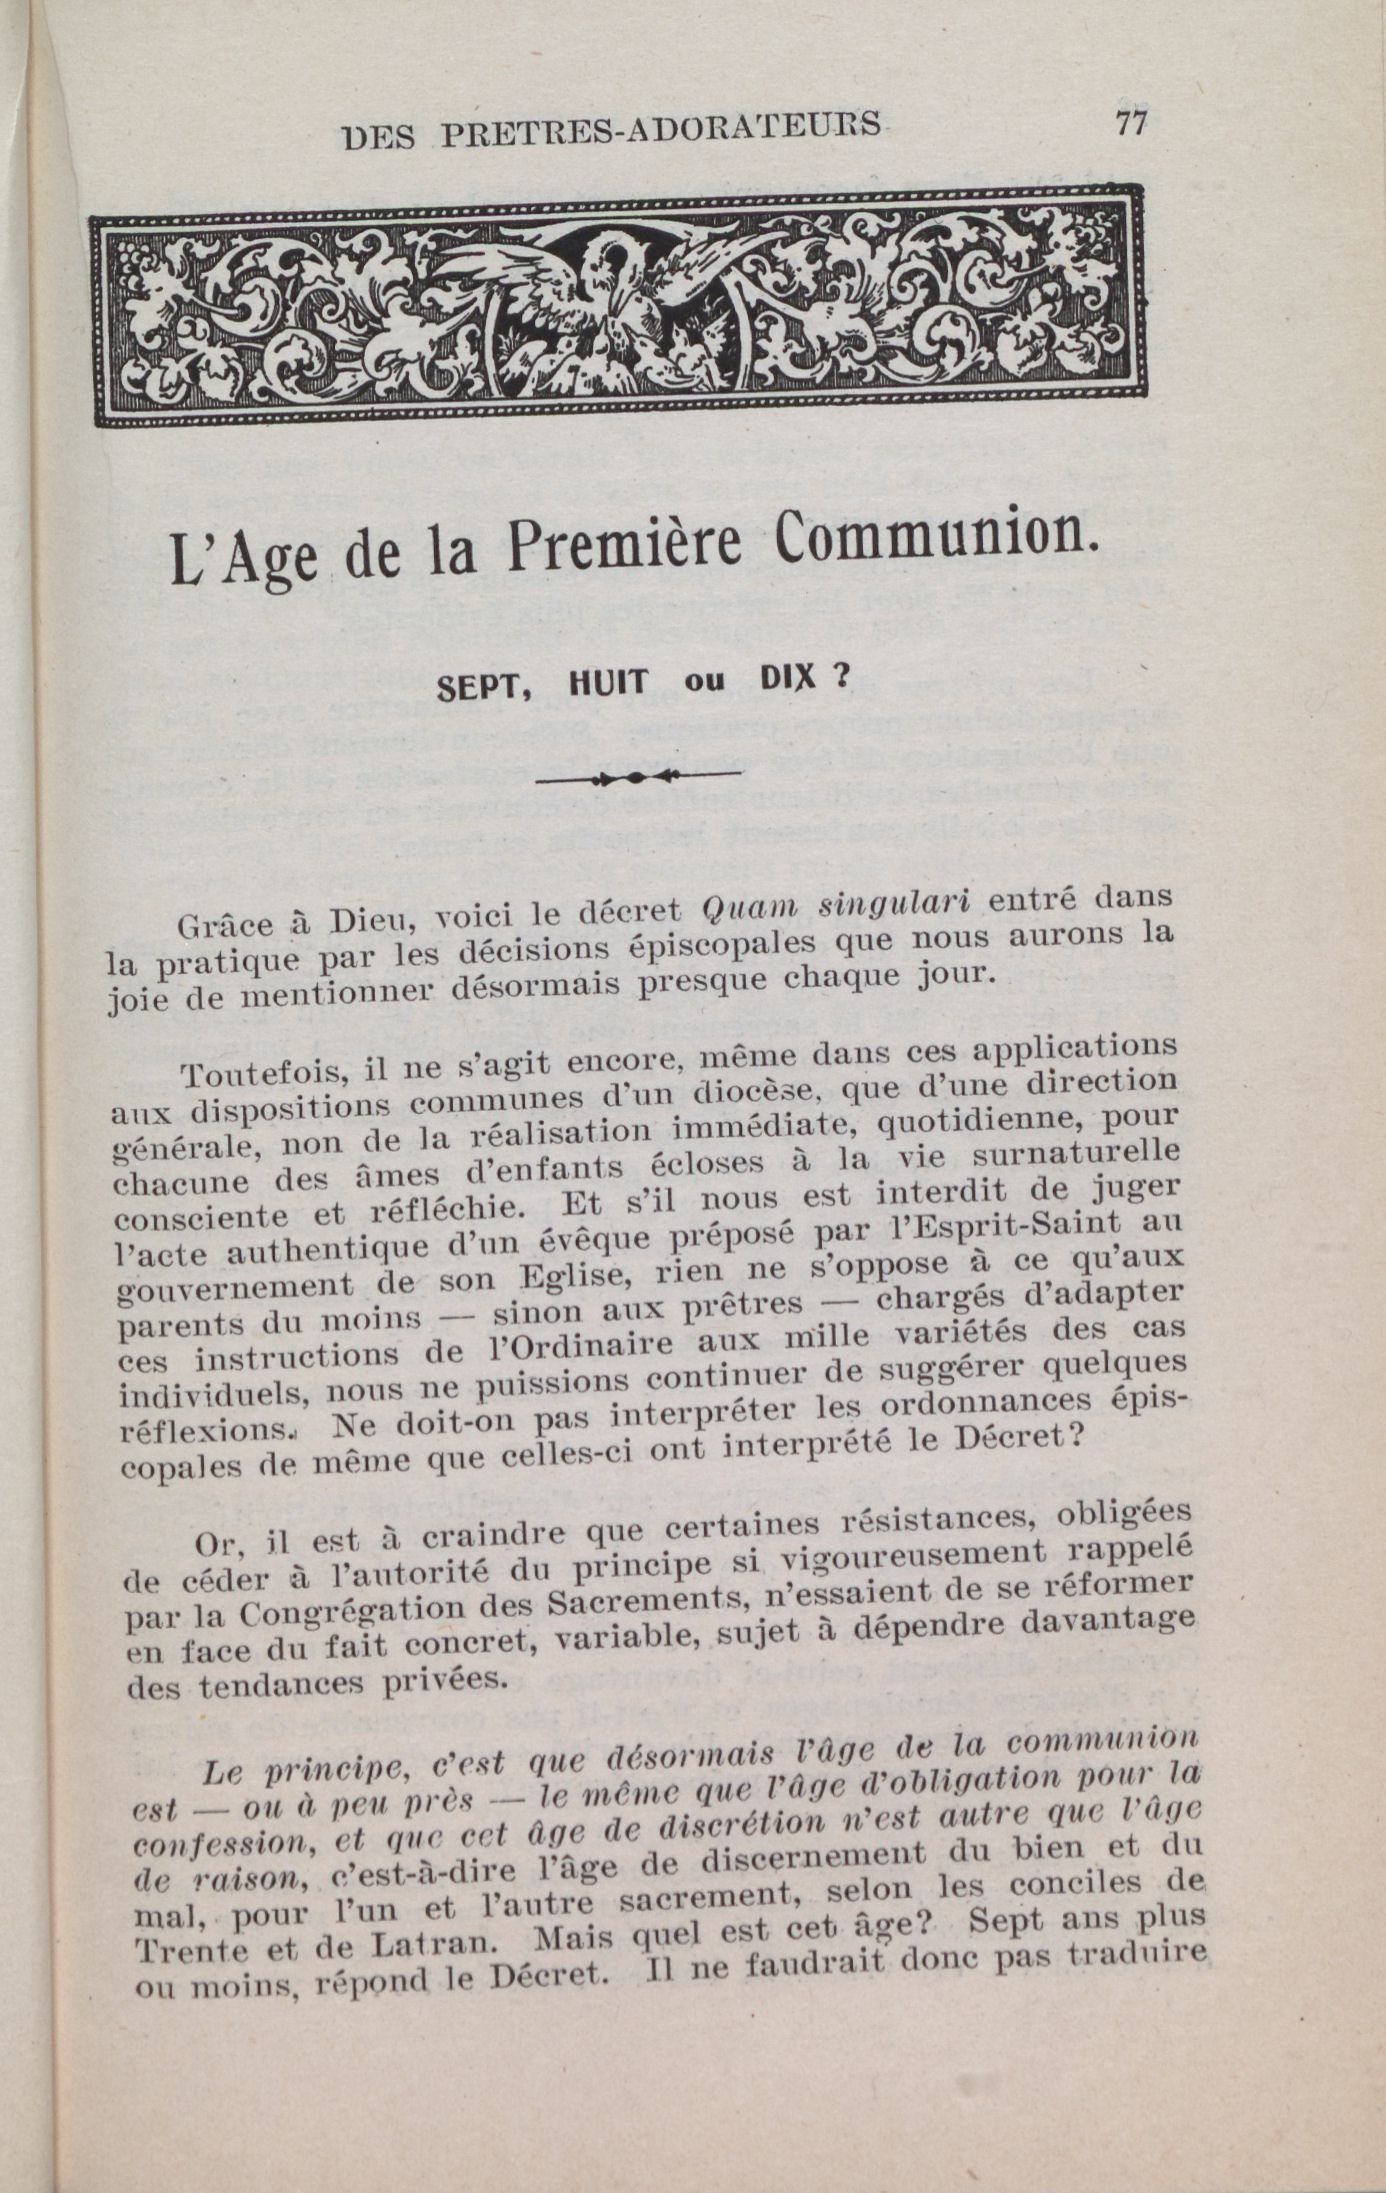 DES PRETRES-ADORATEURS 77
L'Age de la Première Communion.
SEPT, HUIT ou DIX ?
Grâce à Dieu, voici le décret Quam singulari entré dans
la pratique par les décisions épiscopales que nous aurons la
joie de mentionner désormais presque chaque jour.
Toutefois, il ne s'agit encore, même dans ces applications
aux dispositions communes d'un diocèse, que d'une direction
générale, non de la réalisation immédiate, quotidienne, pour
chacune des âmes d'enfants écloses à la vie surnaturelle
consciente et réfléchie. Et s'il nous est interdit de juger
l'acte authentique d'un évêque préposé par l'Esprit-Saint au
gouvernement de son Eglise, rien ne s'oppose à ce qu'aux
parents du moins — sinon aux prêtres — chargés d'adapter
ces instructions de l'Ordinaire aux mille variétés des cas
individuels, nous ne puissions continuer de suggérer quelques
réflexions. Ne doit-on pas interpréter les ordonnances épis-
copales de même que celles-ci ont interprété le Décret?
Or, il est à craindre que certaines résistances, obligées
de céder à l'autorité du principe si vigoureusement rappelé
par la Congrégation des Sacrements, n'essaient de se réformer
en face du fait concret, variable, sujet à dépendre davantage
des tendances privées.
Le principe, c'est que désormais l'âge de la communion
est — ou à peu près — le même que l'âge d'obligation pour la
confession, et que cet âge de discrétion n'est autre que l'âge
de raison, c'est-à-dire l'âge de discernement du bien et du
mal, pour l'un et l'autre sacrement, selon les conciles de
Trente et de Latran. Mais quel est cet âge? Sept ans plus
ou moins, répond le Décret. Il ne faudrait donc pas traduire